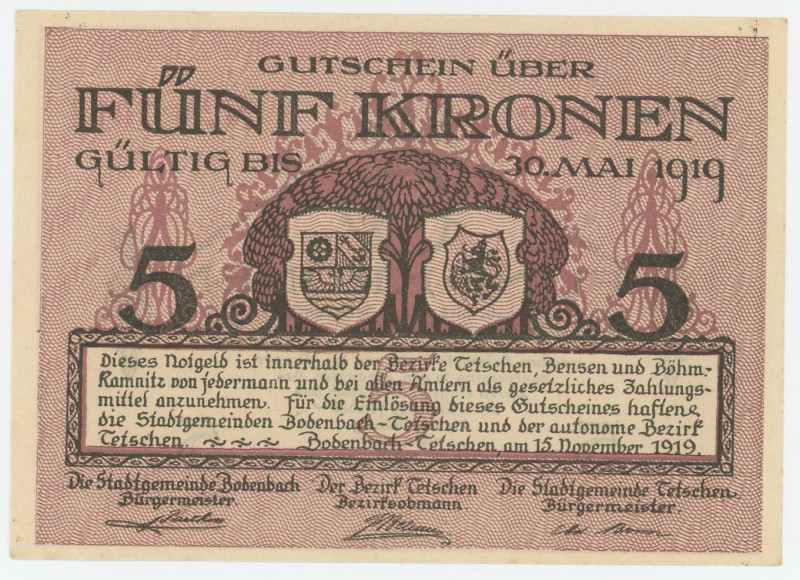 GUTSCHEIN ÜBER
FÜNF KRONEN
GÜLTIG BIS 30. MAI 1919
5 5
Dieses Notgeld ist innerhalb der Bezirke Tetschen, Bensen und Böhm.-
Kamnitz von jedermann und bei allen Ämtern als gesetzliches Zahlungs-
mittel anzunehmen. Für die Einlösung dieses Gutscheines haften
die Stadtgemeinden Bodenbach-Tetschen und der autonome Bezirk
Tetschen. ~ ~ ~ Bodenbach-Tetschen, am 15. November 1919.
Die Stadtgemeinde Bodenbach Der Bezirk Tetschen Die Stadtgemeinde Tetschen
Bürgermeister. Bezirksobmann. Bürgermeister.